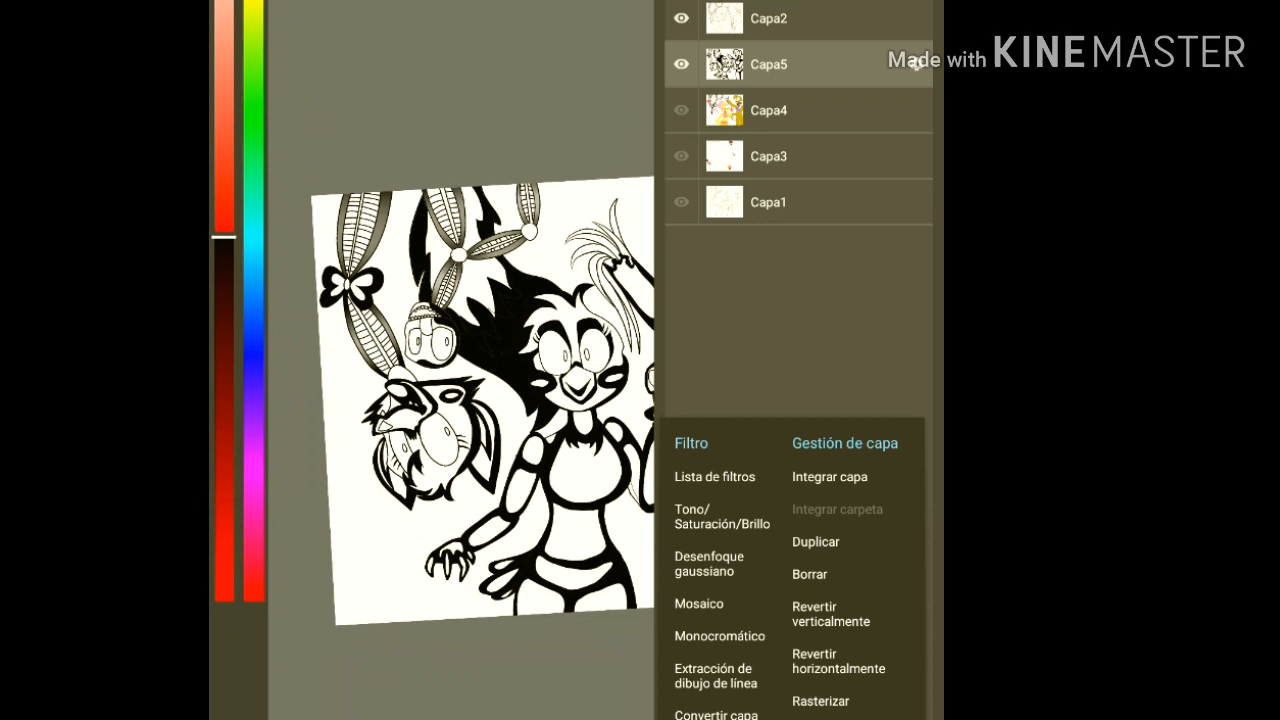 Capa2
Made with KINEMASTER
Capa5
Capa4
Capa3
Capa1
Filtro
Lista de filtros
Tono/
Saturación/Brillo
Desenfoque
gaussiano
Mosaico
Monocromático
Extracción de
dibujo de línea
Convertir capa
Gestión de capa
Integrar capa
Integrar carpeta
Duplicar
Borrar
Revertir
verticalmente
Revertir
horizontalmente
Rasterizar